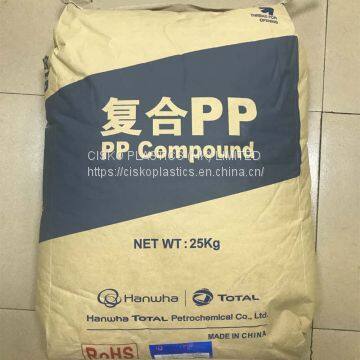 复合PP
PP Compound
CISKO PLASTICS (HK) LIMITED
https://ciskoplastics.en.china.cn/
NET WT : 25Kg
Hanwha TOTAL
Hanwha TOTAL Petrochemical Co., Ltd.
MADE IN CHINA
RoHS